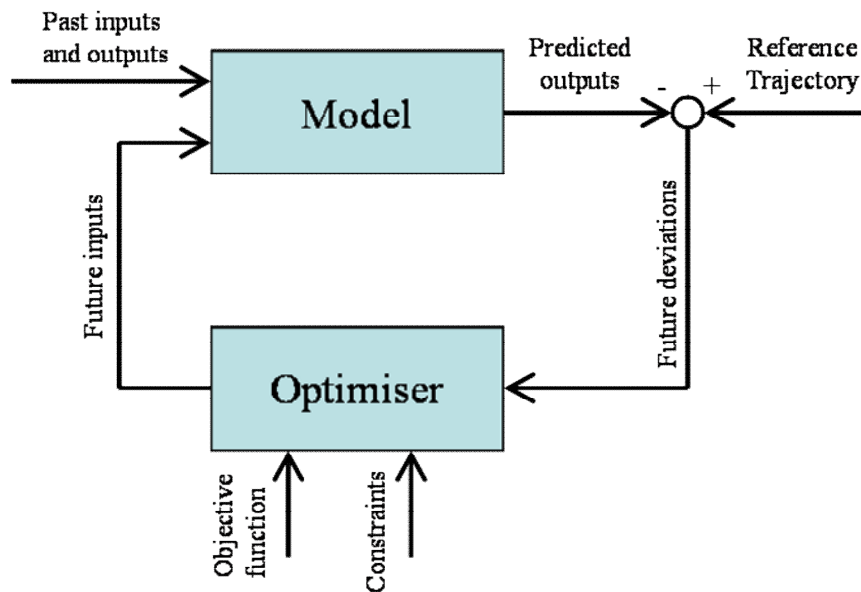 Past inputs
and outputs
Model
Predicted
outputs
-
+
Reference
Trajectory
Future inputs
Future deviations
Optimiser
Objective
function
Constraints